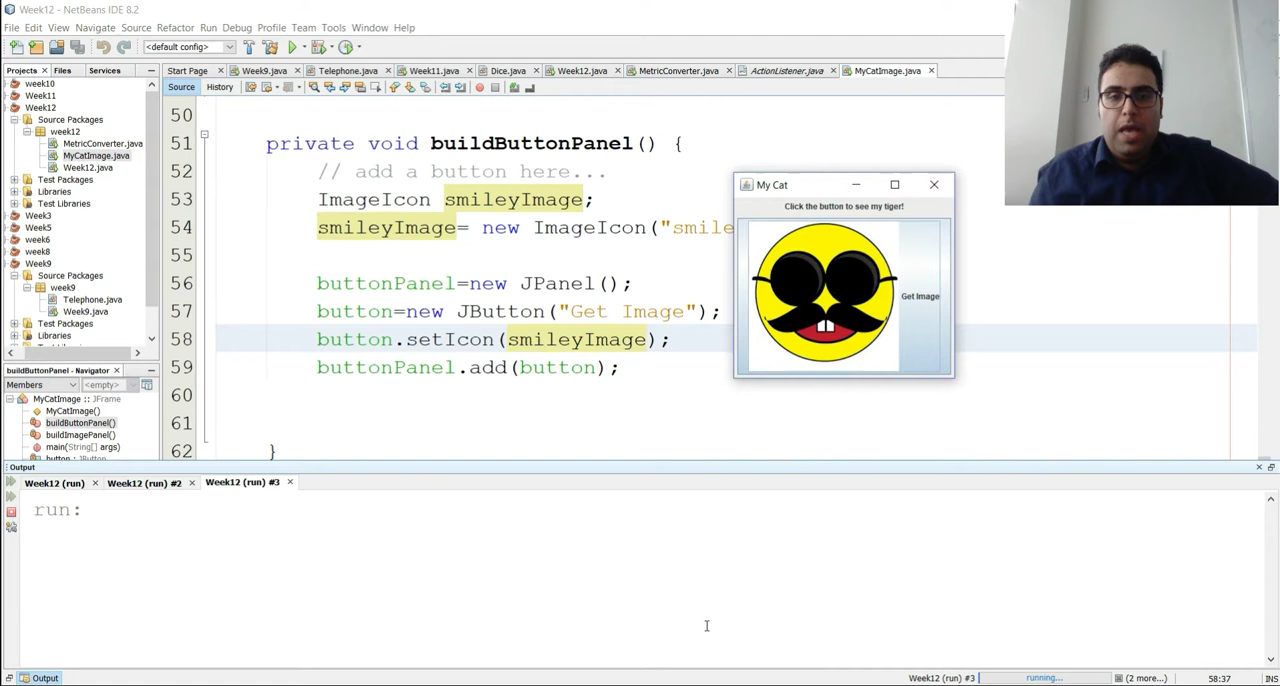 Week12 - NetBeans IDE 8.2
File Edit View Navigate Source Refactor Run Debug Profile Team Tools Window Help
<default config>
Projects Files Services
Start Page Week9.java Telephone.java Week11.java Dice.java Week12.java MetricConverter.java ActionListener.java MyCatImage.java
Source History
week10
Week11
Week12
Source Packages
week12
MetricConverter.java
MyCatImage.java
Week12.java
Test Packages
Libraries
Test Libraries
Week3
Week5
week6
week8
Week9
Source Packages
week9
Telephone.java
Week9.java
Test Packages
Libraries
buildButtonPanel() - Navigator
Members <empty>
MyCatImage :: JFrame
MyCatImage()
buildButtonPanel()
buildImagePanel()
main(String[] args)
button : JButton
50
51 private void buildButtonPanel() {
52 // add a button here...
53 ImageIcon smileyImage;
54 smileyImage= new ImageIcon("smile
55
56 buttonPanel=new JPanel();
57 button=new JButton("Get Image");
58 button.setIcon(smileyImage);
59 buttonPanel.add(button);
60
61
62 }
My Cat
Click the button to see my tiger!
Get Image
Output
Week12 (run) Week12 (run) #2 Week12 (run) #3
run:
Output
Week12 (run) #3 running... (2 more...) 58:37 INS